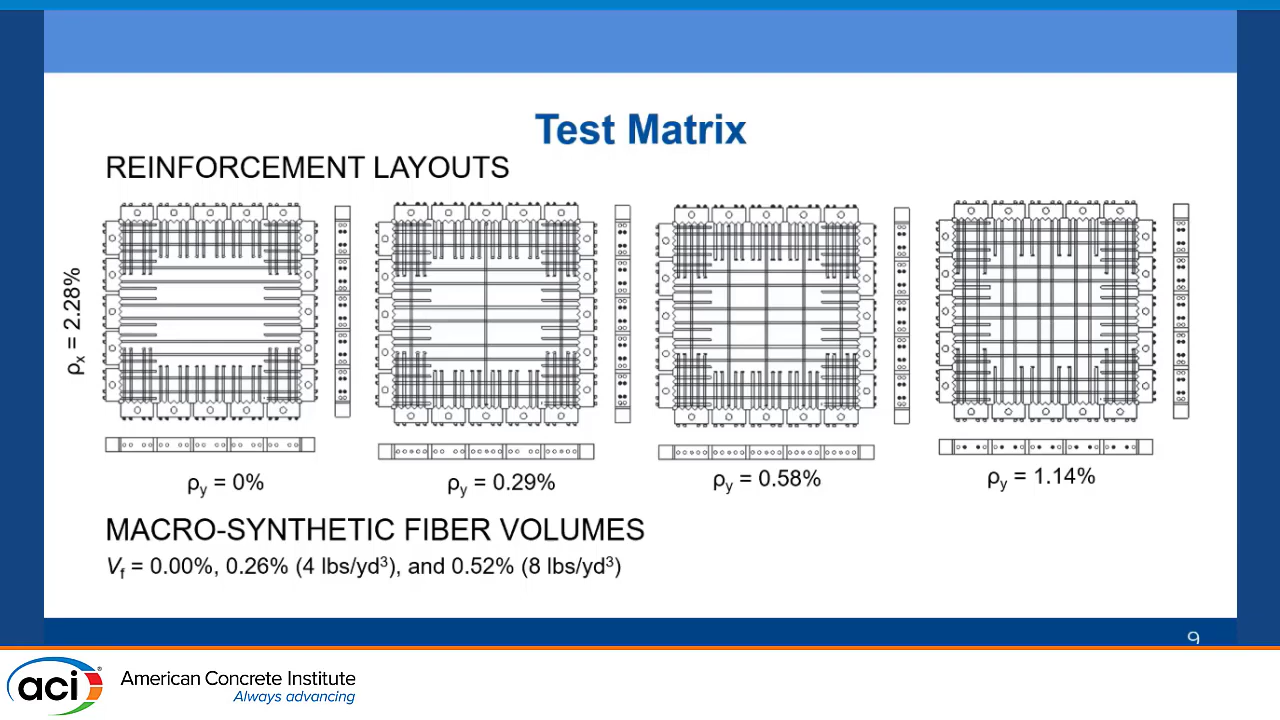 Test Matrix
REINFORCEMENT LAYOUTS
ρx = 2.28%
ρy = 0%
ρy = 0.29%
ρy = 0.58%
ρy = 1.14%
MACRO-SYNTHETIC FIBER VOLUMES
Vf = 0.00%, 0.26% (4 lbs/yd³), and 0.52% (8 lbs/yd³)
9
aci®
American Concrete Institute
Always advancing